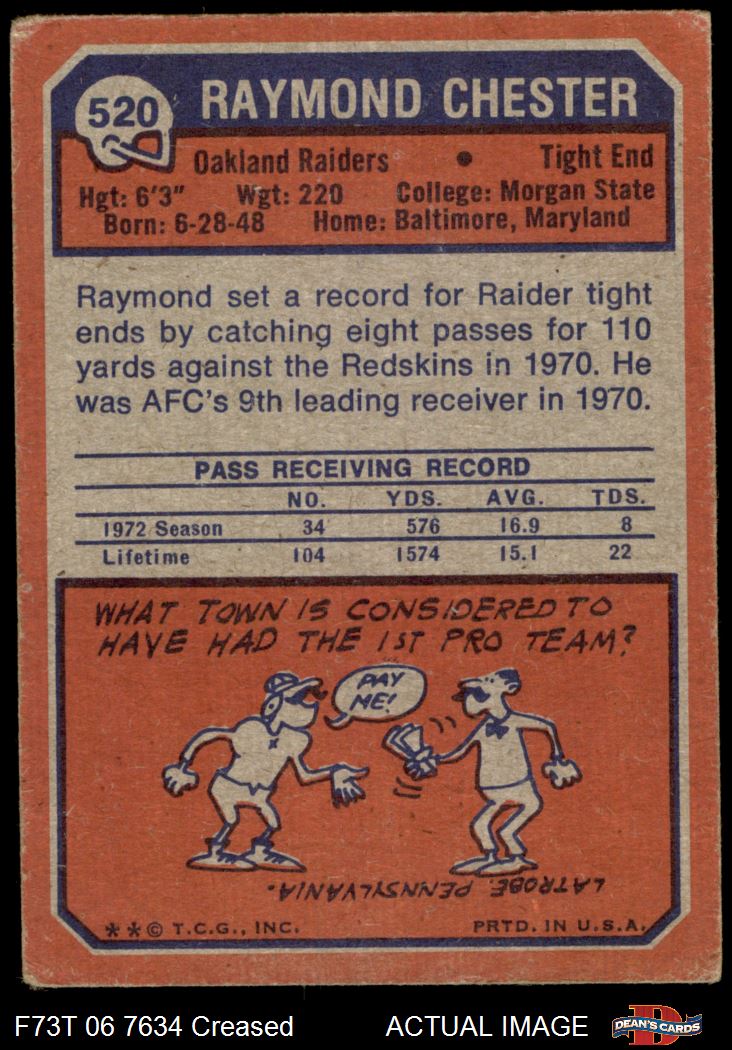 520
RAYMOND CHESTER
Oakland Raiders • Tight End
Hgt: 6'3" Wgt: 220 College: Morgan State
Born: 6-28-48 Home: Baltimore, Maryland
Raymond set a record for Raider tight
ends by catching eight passes for 110
yards against the Redskins in 1970. He
was AFC's 9th leading receiver in 1970.
PASS RECEIVING RECORD
NO. YDS. AVG. TDS.
1972 Season 34 576 16.9 8
Lifetime 104 1574 15.1 22
WHAT TOWN IS CONSIDERED TO
HAVE HAD THE 1ST PRO TEAM?
PAY
ME!
LATROBE, PENNSYLVANIA.
**© T.C.G., INC. PRTD. IN U.S.A.
F73T 06 7634 Creased ACTUAL IMAGE
D
DEAN'S CARDS